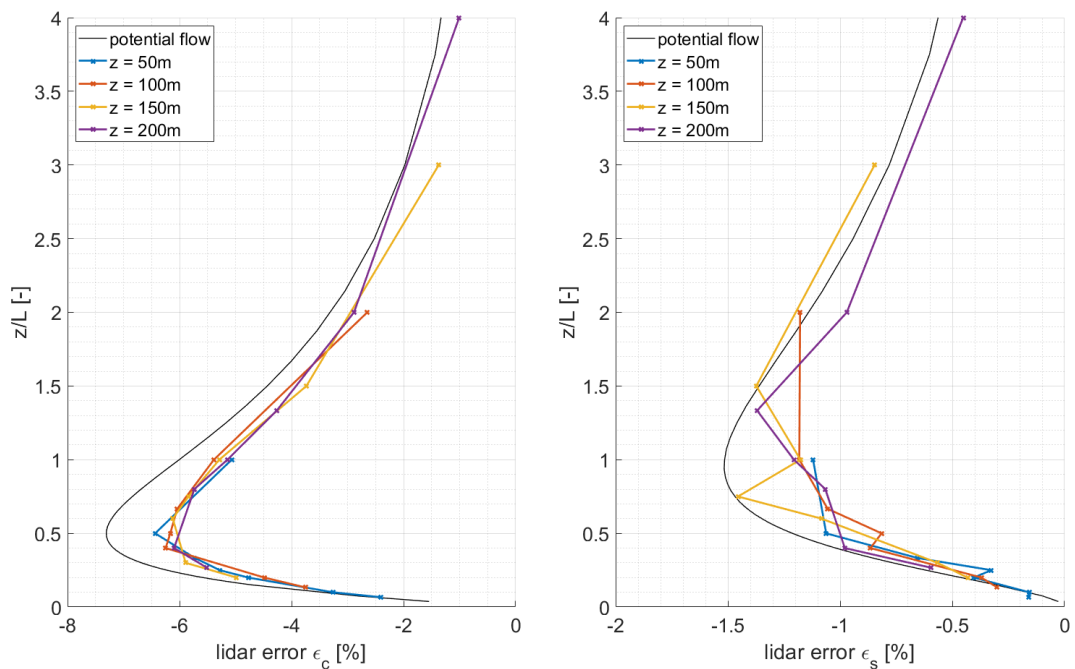 4
3.5
3
2.5
2
1.5
1
0.5
0
z/L [-]
potential flow
z = 50m
z = 100m
z = 150m
z = 200m
-8
-6
-4
-2
0
lidar error ϵc [%]
4
3.5
3
2.5
2
1.5
1
0.5
0
z/L [-]
potential flow
z = 50m
z = 100m
z = 150m
z = 200m
-2
-1.5
-1
-0.5
0
lidar error ϵs [%]